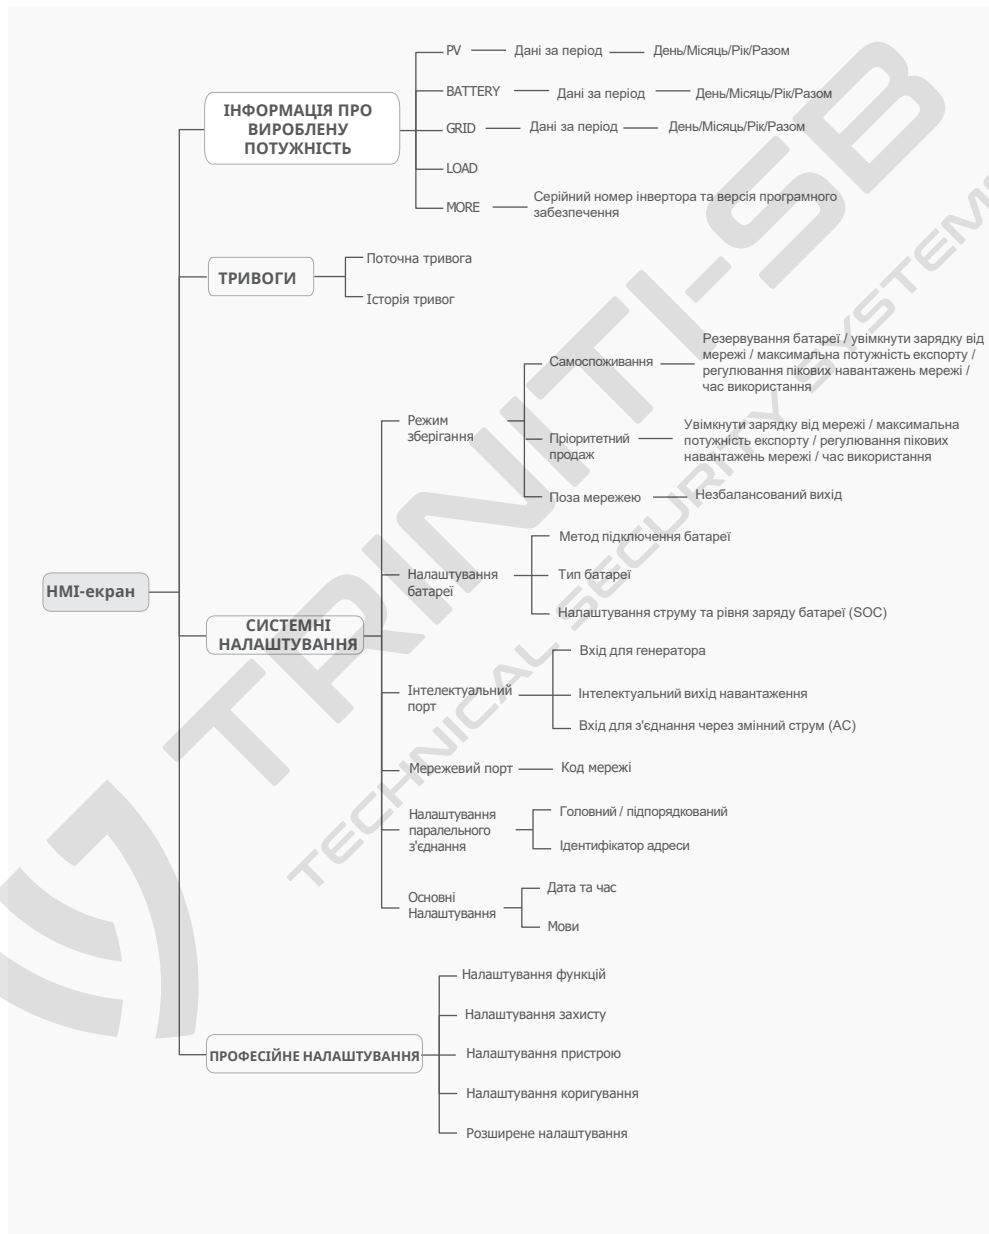 PV
Дані за період
День/Місяць/Рік/Разом
ІНФОРМАЦІЯ ПРО
ВИРОБЛЕНУ
ПОТУЖНІСТЬ
BATTERY
Дані за період
День/Місяць/Рік/Разом
GRID
Дані за період
День/Місяць/Рік/Разом
LOAD
MORE
Серійний номер інвертора та версія програмного
забезпечення
ТРИВОГИ
Поточна тривога
Історія тривог
HMI-екран
СИСТЕМНІ
НАЛАШТУВАННЯ
Режим
зберігання
Самоспоживання
Резервування батареї / увімкнути зарядку від
мережі / максимальна потужність експорту /
регулювання пікових навантажень мережі /
час використання
Пріоритетний
продаж
Увімкнути зарядку від мережі / максимальна
потужність експорту / регулювання пікових
навантажень мережі / час використання
Поза мережею
Незбалансований вихід
Налаштування
батареї
Метод підключення батареї
Тип батареї
Налаштування струму та рівня заряду батареї (SOC)
Інтелектуальний
порт
Вхід для генератора
Інтелектуальний вихід навантаження
Вхід для з'єднання через змінний струм (AC)
Мережевий порт
Код мережі
Налаштування
паралельного
з'єднання
Головний / підпорядкований
Ідентифікатор адреси
Основні
Налаштування
Дата та час
Мови
ПРОФЕСІЙНЕ НАЛАШТУВАННЯ
Налаштування функцій
Налаштування захисту
Налаштування пристрою
Налаштування коригування
Розширене налаштування
TRINITI-SB
TECHNICAL SECURITY SYSTEMS